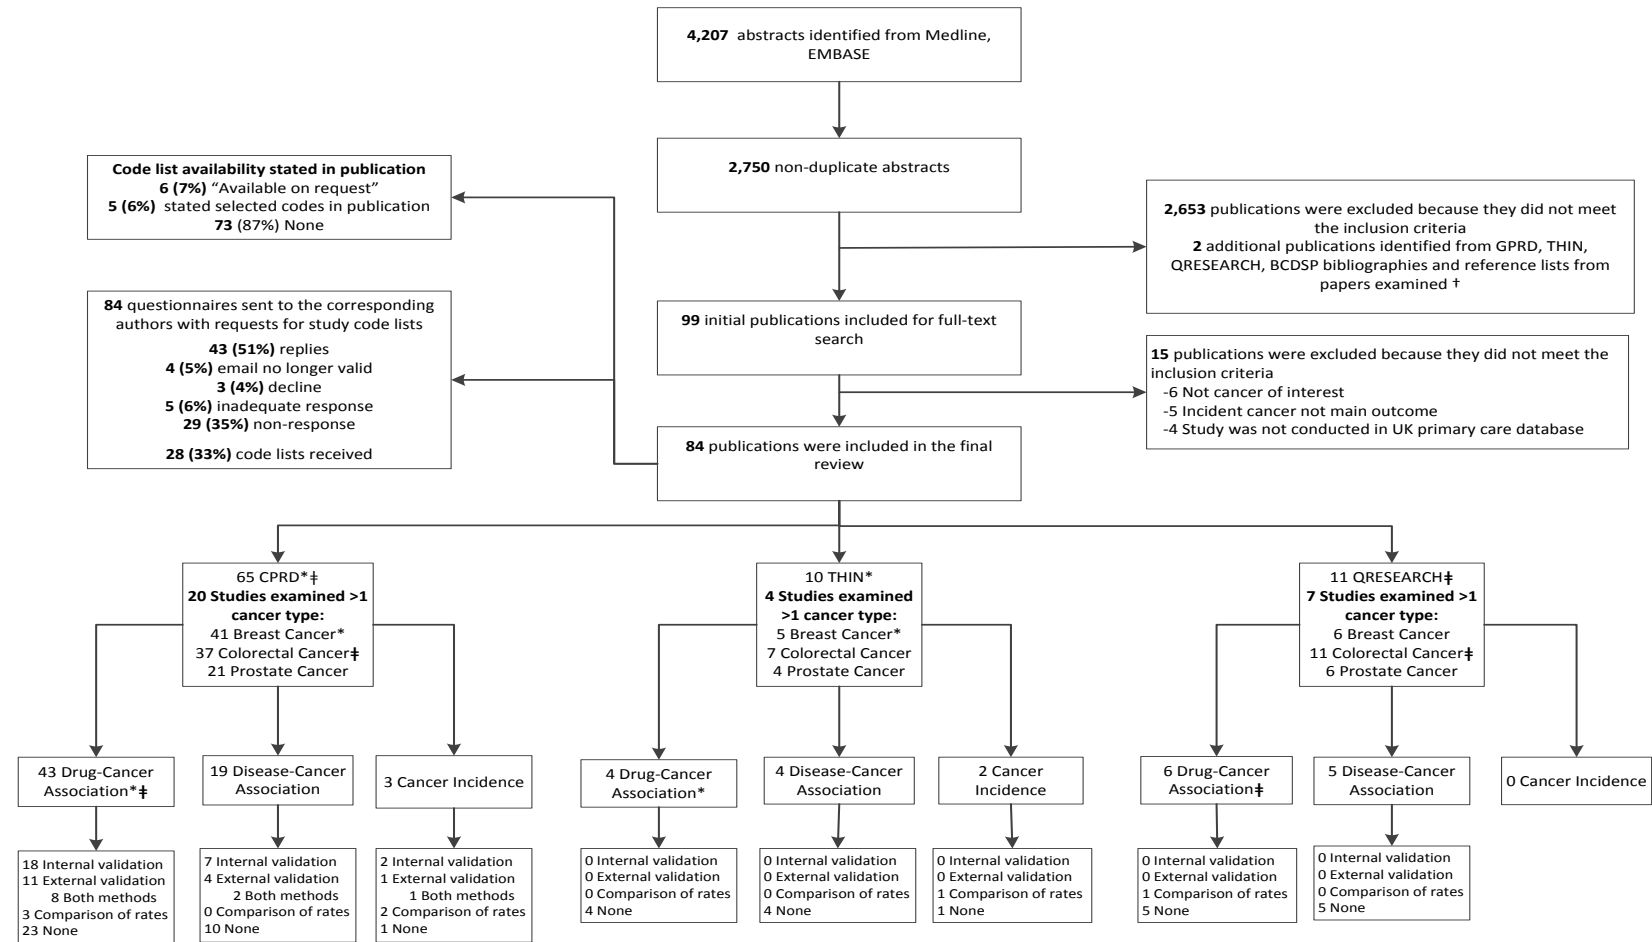 4,207 abstracts identified from Medline,
EMBASE
2,750 non-duplicate abstracts
Code list availability stated in publication
6 (7%) “Available on request”
5 (6%) stated selected codes in publication
73 (87%) None
2,653 publications were excluded because they did not meet
the inclusion criteria
2 additional publications identified from GPRD, THIN,
QRESEARCH, BCDSP bibliographies and reference lists from
papers examined †
84 questionnaires sent to the corresponding
authors with requests for study code lists
43 (51%) replies
4 (5%) email no longer valid
3 (4%) decline
5 (6%) inadequate response
29 (35%) non-response
28 (33%) code lists received
99 initial publications included for full-text
search
15 publications were excluded because they did not meet the
inclusion criteria
-6 Not cancer of interest
-5 Incident cancer not main outcome
-4 Study was not conducted in UK primary care database
84 publications were included in the final
review
65 CPRD*ǂ
20 Studies examined >1
cancer type:
41 Breast Cancer*
37 Colorectal Cancerǂ
21 Prostate Cancer
10 THIN*
4 Studies examined
>1 cancer type:
5 Breast Cancer*
7 Colorectal Cancer
4 Prostate Cancer
11 QRESEARCHǂ
7 Studies examined >1
cancer type:
6 Breast Cancer
11 Colorectal Cancerǂ
6 Prostate Cancer
43 Drug-Cancer
Association*ǂ
19 Disease-Cancer
Association
3 Cancer Incidence
4 Drug-Cancer
Association*
4 Disease-Cancer
Association
2 Cancer
Incidence
6 Drug-Cancer
Associationǂ
5 Disease-Cancer
Association
0 Cancer Incidence
18 Internal validation
11 External validation
8 Both methods
3 Comparison of rates
23 None
7 Internal validation
4 External validation
2 Both methods
0 Comparison of rates
10 None
2 Internal validation
1 External validation
1 Both methods
2 Comparison of rates
1 None
0 Internal validation
0 External validation
0 Comparison of rates
4 None
0 Internal validation
0 External validation
0 Comparison of rates
4 None
0 Internal validation
0 External validation
1 Comparison of rates
1 None
0 Internal validation
0 External validation
1 Comparison of rates
5 None
0 Internal validation
0 External validation
0 Comparison of rates
5 None